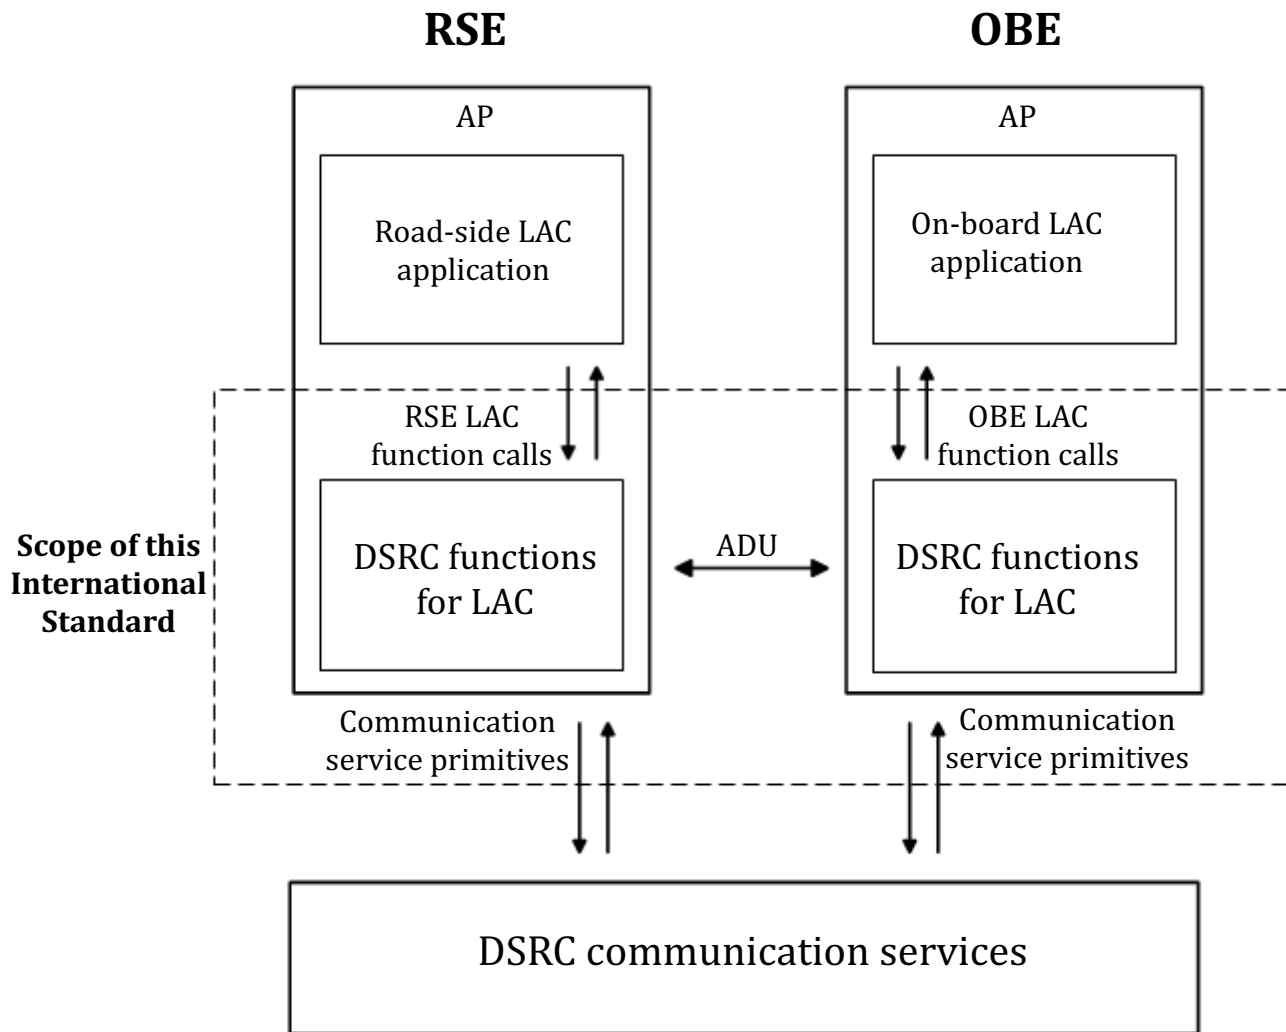 RSE
OBE
AP
AP
Road-side LAC
application
On-board LAC
application
RSE LAC
function calls
OBE LAC
function calls
Scope of this
International
Standard
DSRC functions
for LAC
ADU
DSRC functions
for LAC
Communication
service primitives
Communication
service primitives
DSRC communication services